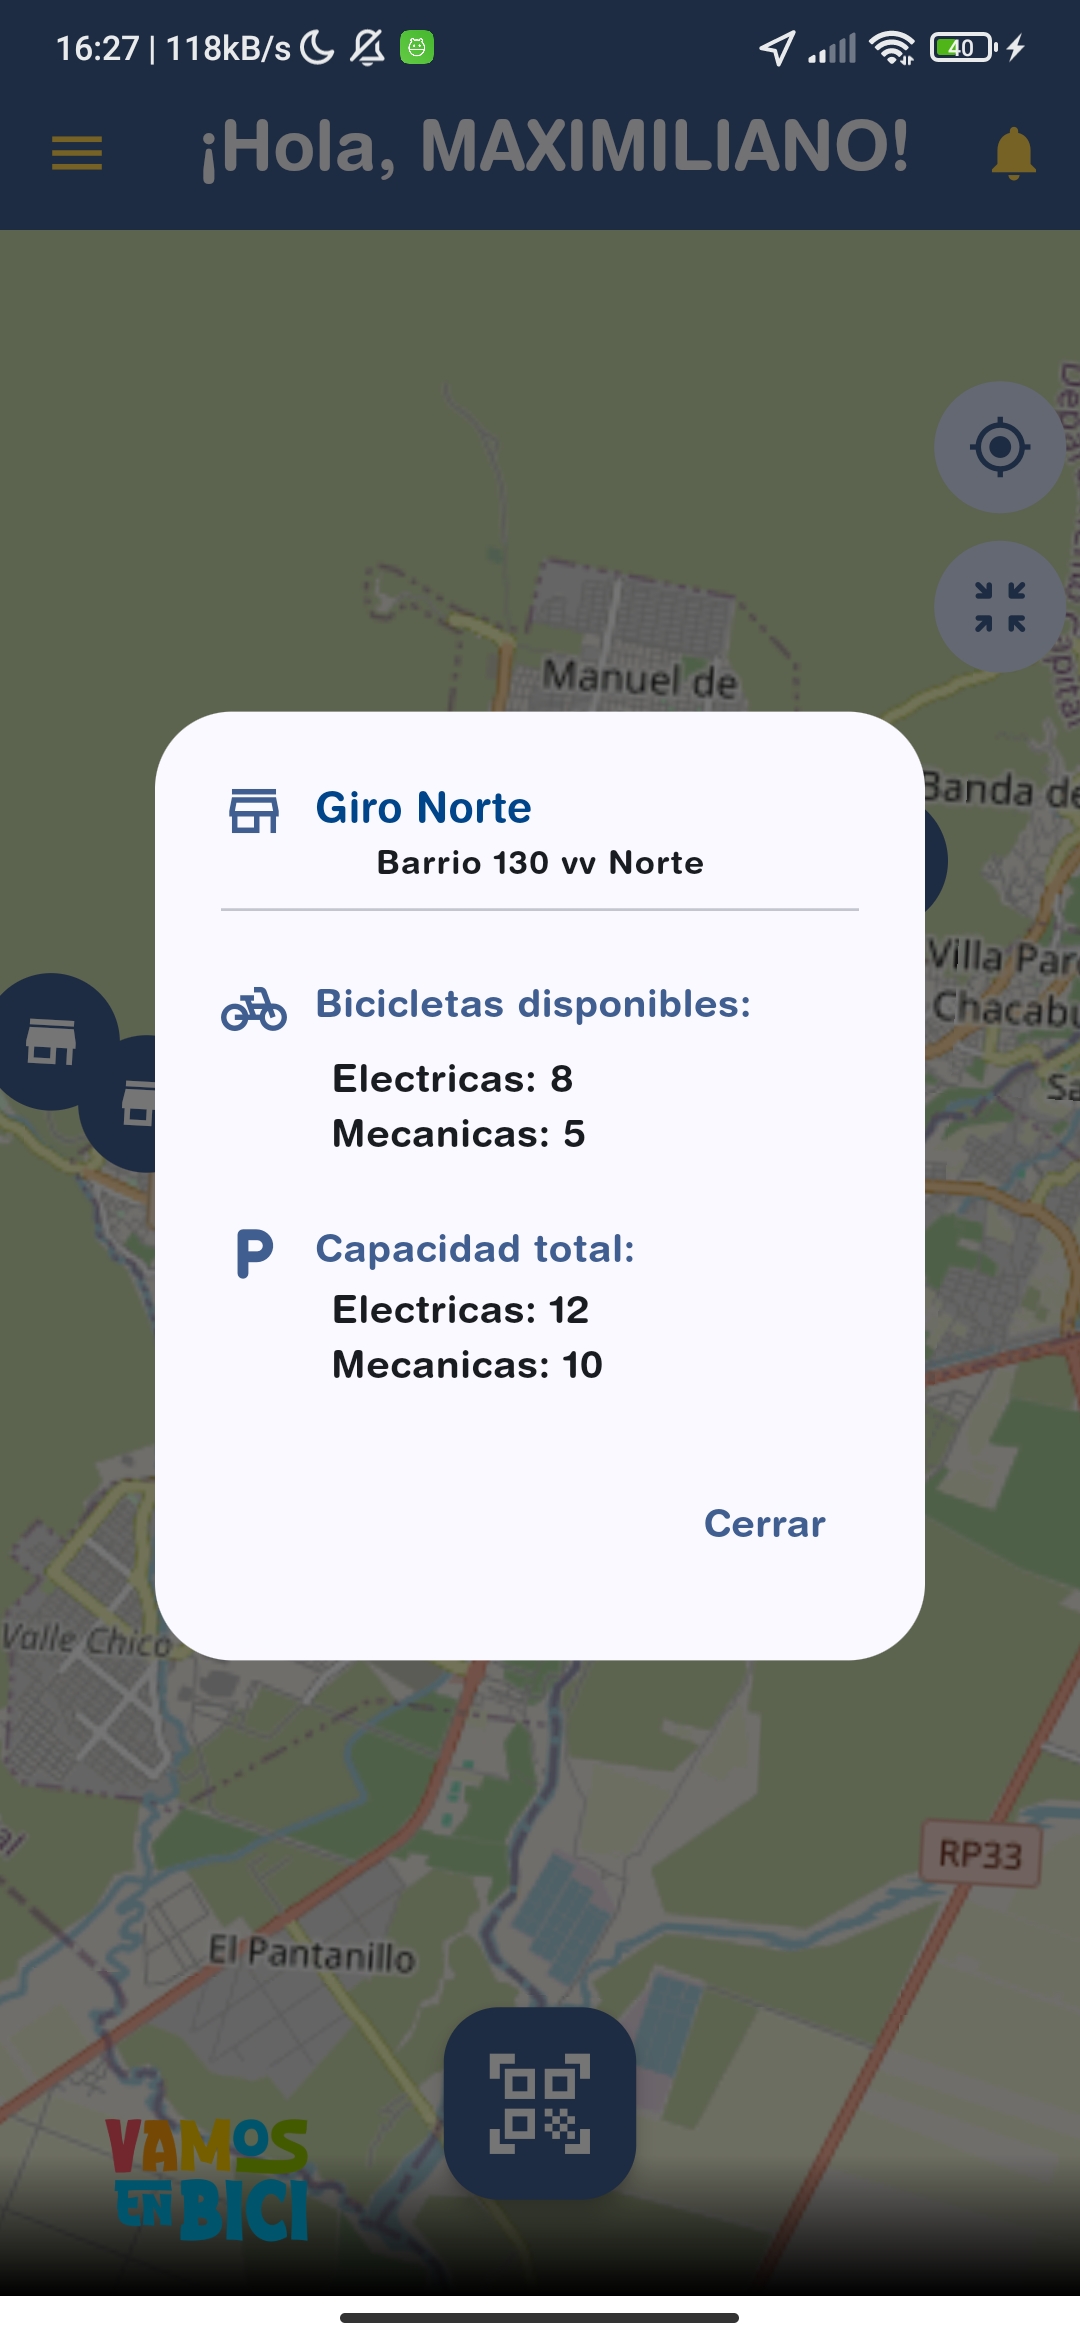 16:27 | 118kB/s
40
¡Hola, MAXIMILIANO!
Manuel de
Banda de
Giro Norte
Barrio 130 vv Norte
Villa Par
Chacabu
Bicicletas disponibles:
Sa
Electricas: 8
Mecanicas: 5
P Capacidad total:
Electricas: 12
Mecanicas: 10
Cerrar
Valle Chico
al
RP33
El Pantanillo
VAMOS
EN BICI